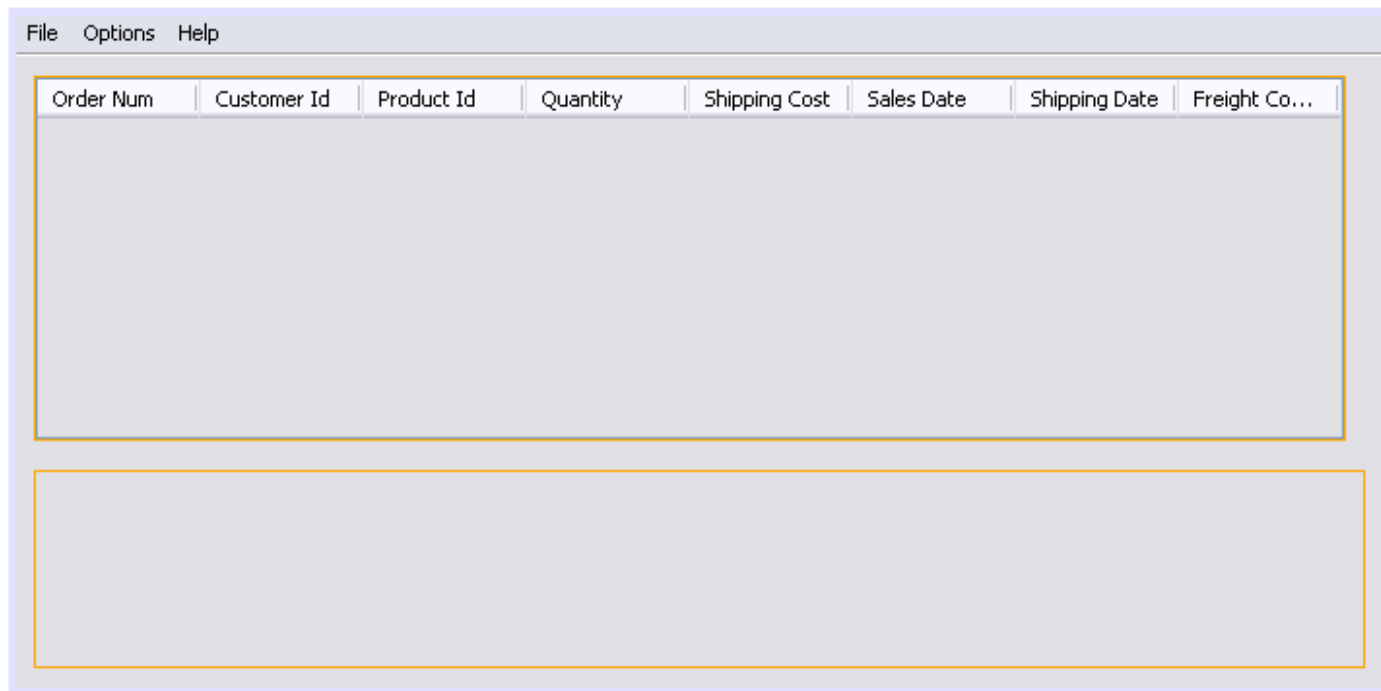 File Options Help
Order Num Customer Id Product Id Quantity Shipping Cost Sales Date Shipping Date Freight Co...